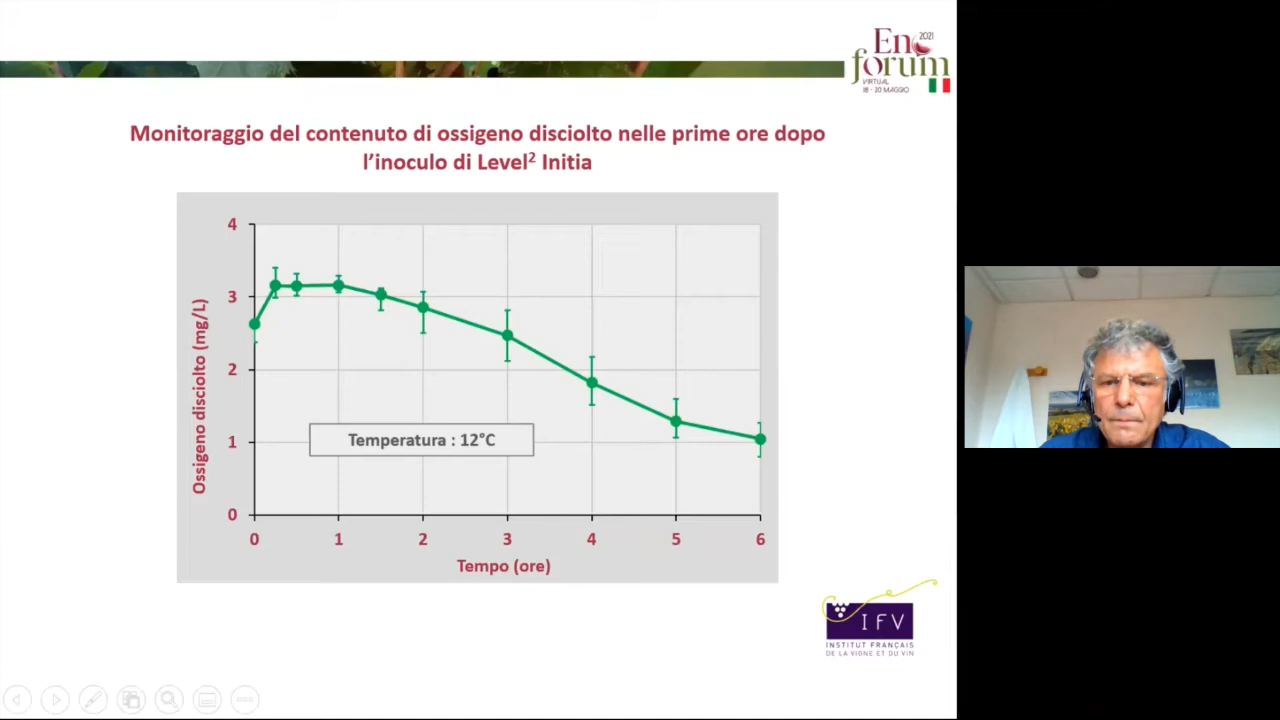 En
2021
forum
VIRTUAL
18 - 20 MAGGIO
Monitoraggio del contenuto di ossigeno disciolto nelle prime ore dopo
l’inoculo di Level² Initia
Ossigeno disciolto (mg/L)
4
3
2
1
0
Temperatura : 12°C
0 1 2 3 4 5 6
Tempo (ore)
IFV
INSTITUT FRANÇAIS
DE LA VIGNE ET DU VIN